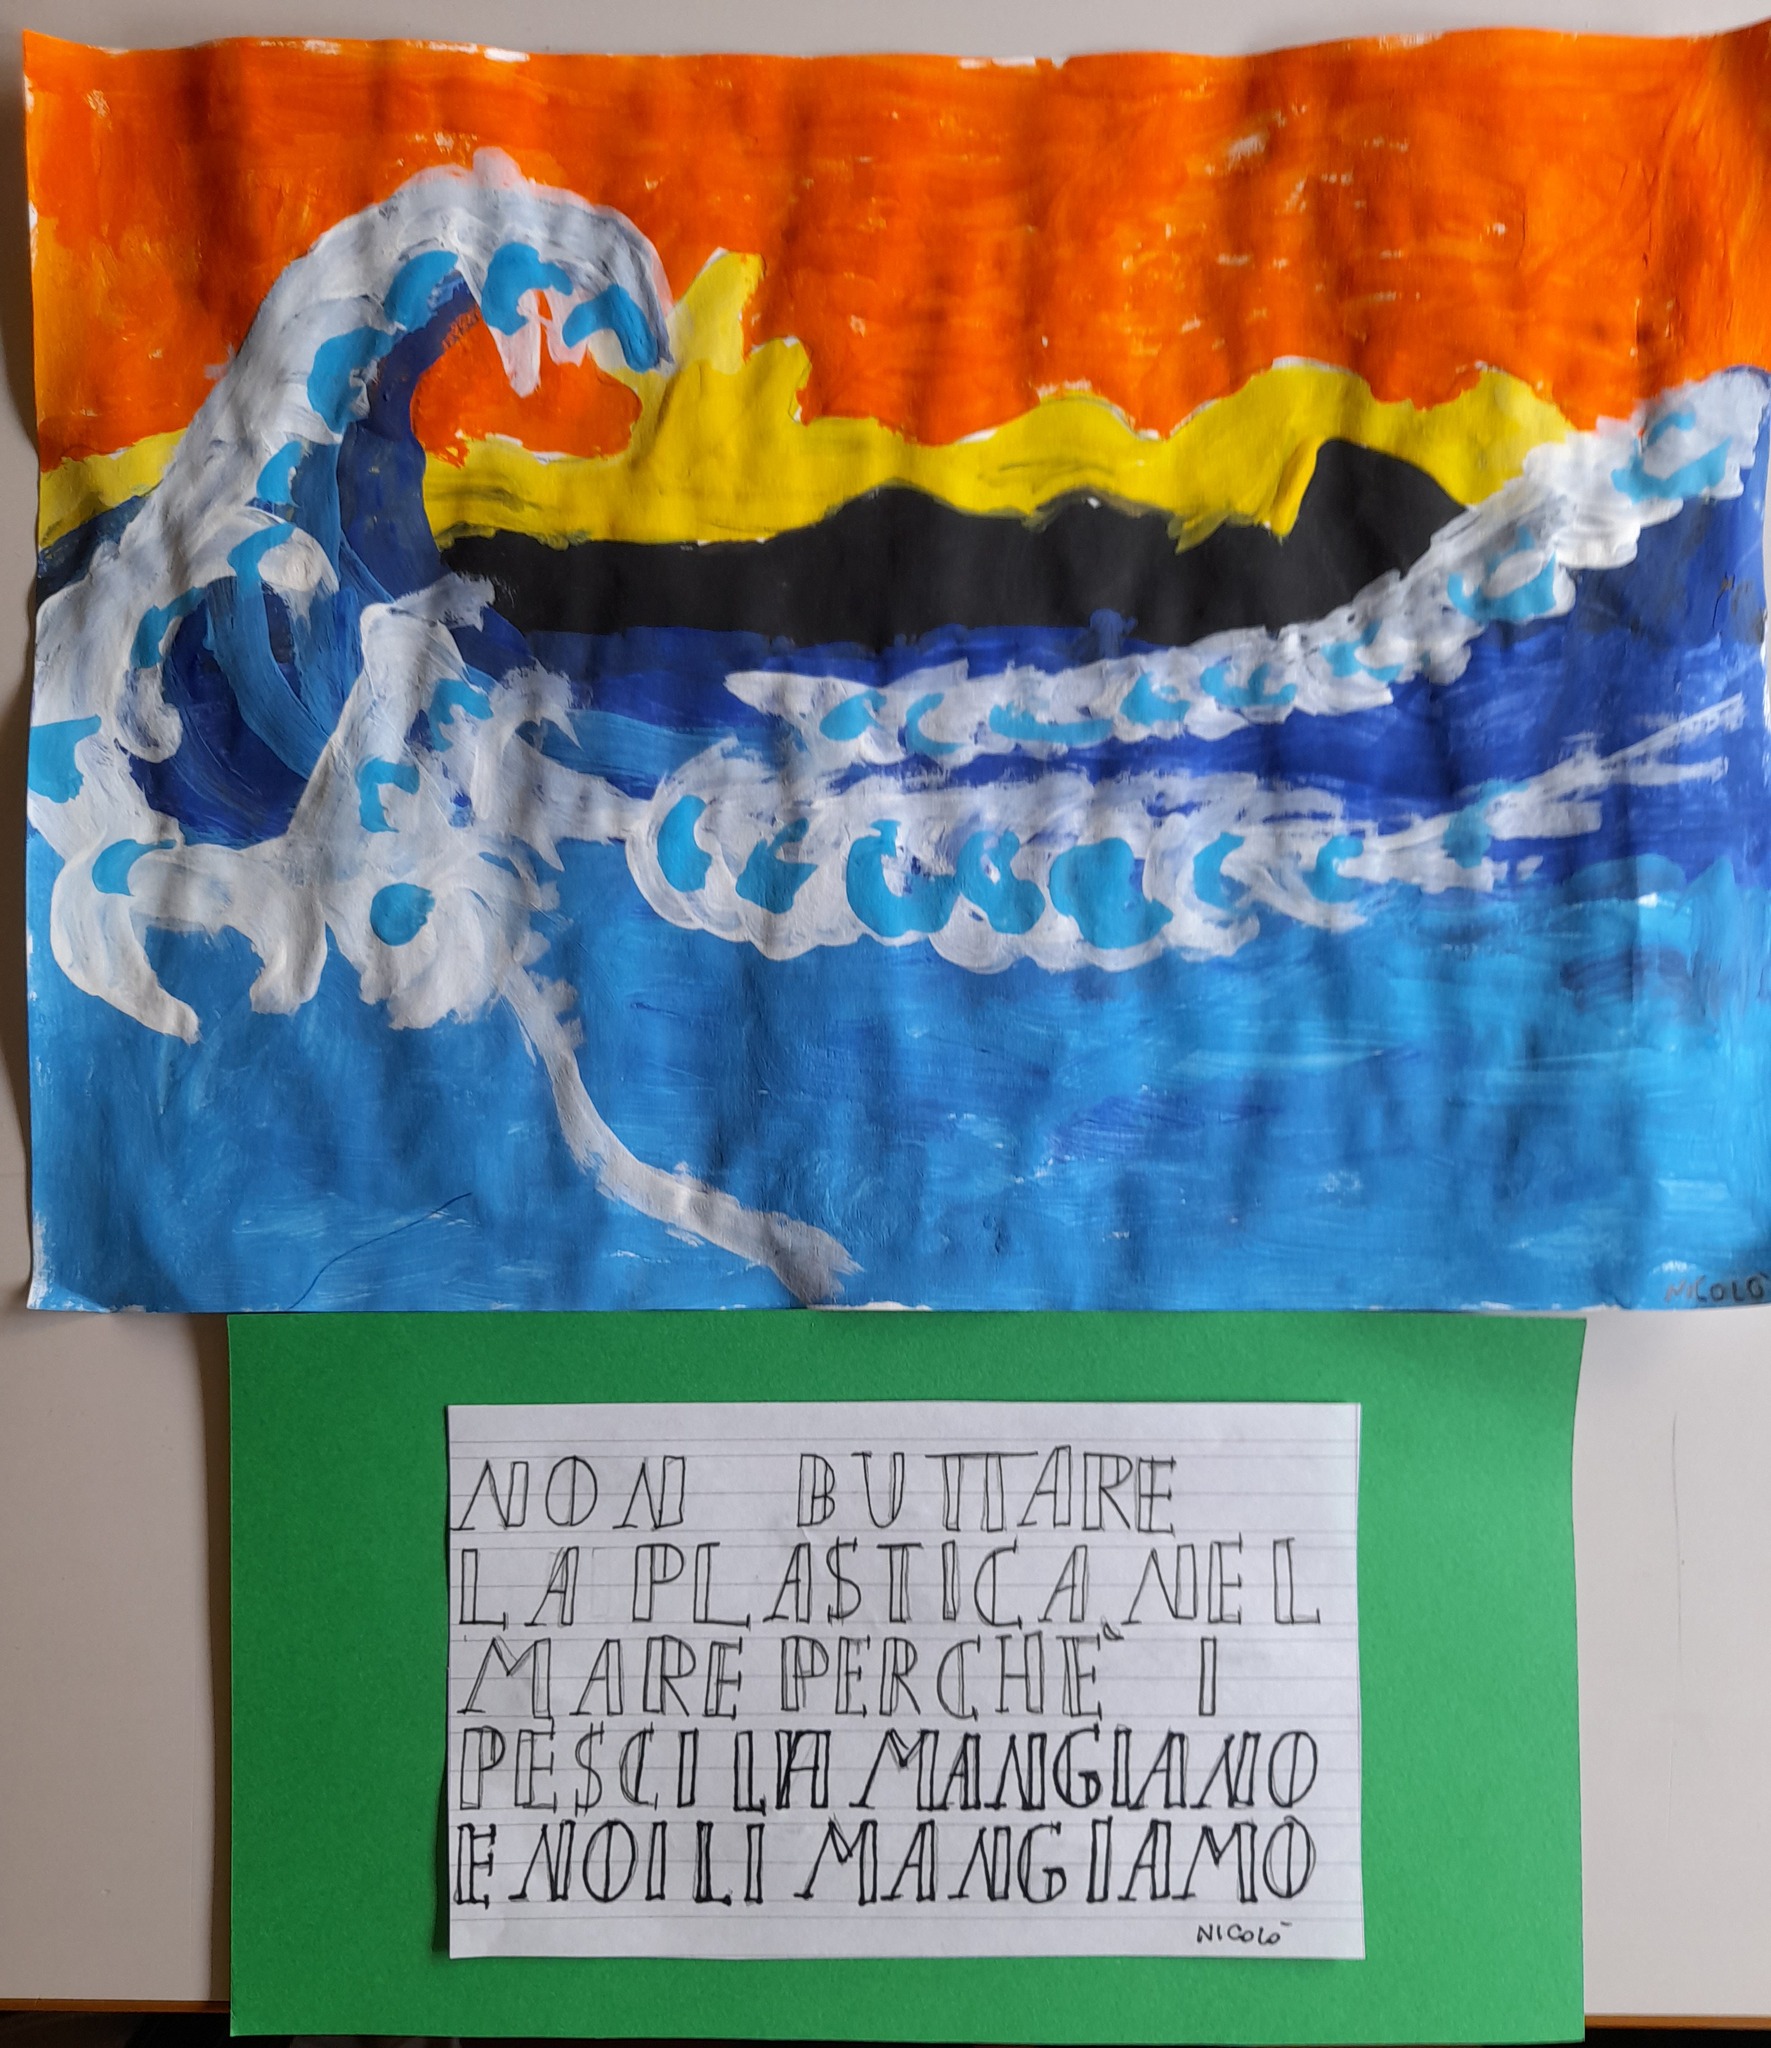 NICOLÒ
NON BUTTARE
LA PLASTICA NEL
MARE PERCHÈ I
PESCI LA MANGIANO
E NOI LI MANGIAMO
NICOLÒ